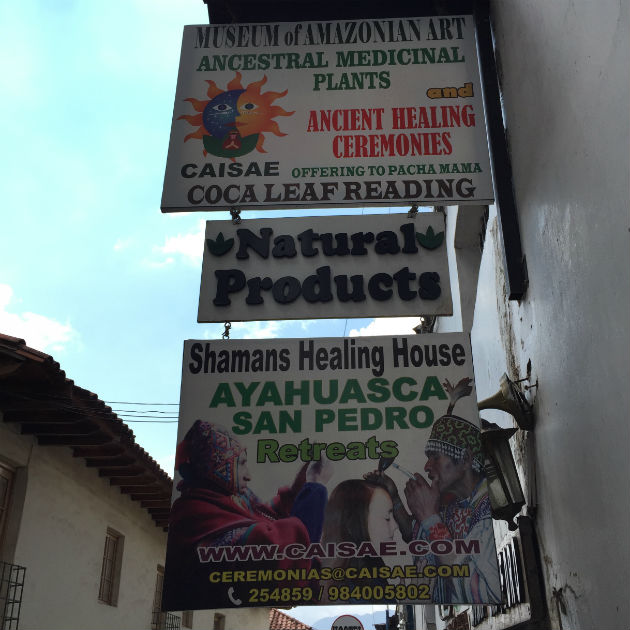 MUSEUM of AMAZONIAN ART
ANCESTRAL MEDICINAL
PLANTS
and
ANCIENT HEALING
CEREMONIES
CAISAE
OFFERING TO PACHA MAMA
COCA LEAF READING
Natural
Products
Shamans Healing House
AYAHUASCA
SAN PEDRO
Retreats
WWW.CAISAE.COM
CEREMONIAS@CAISAE.COM
254859 / 984005802